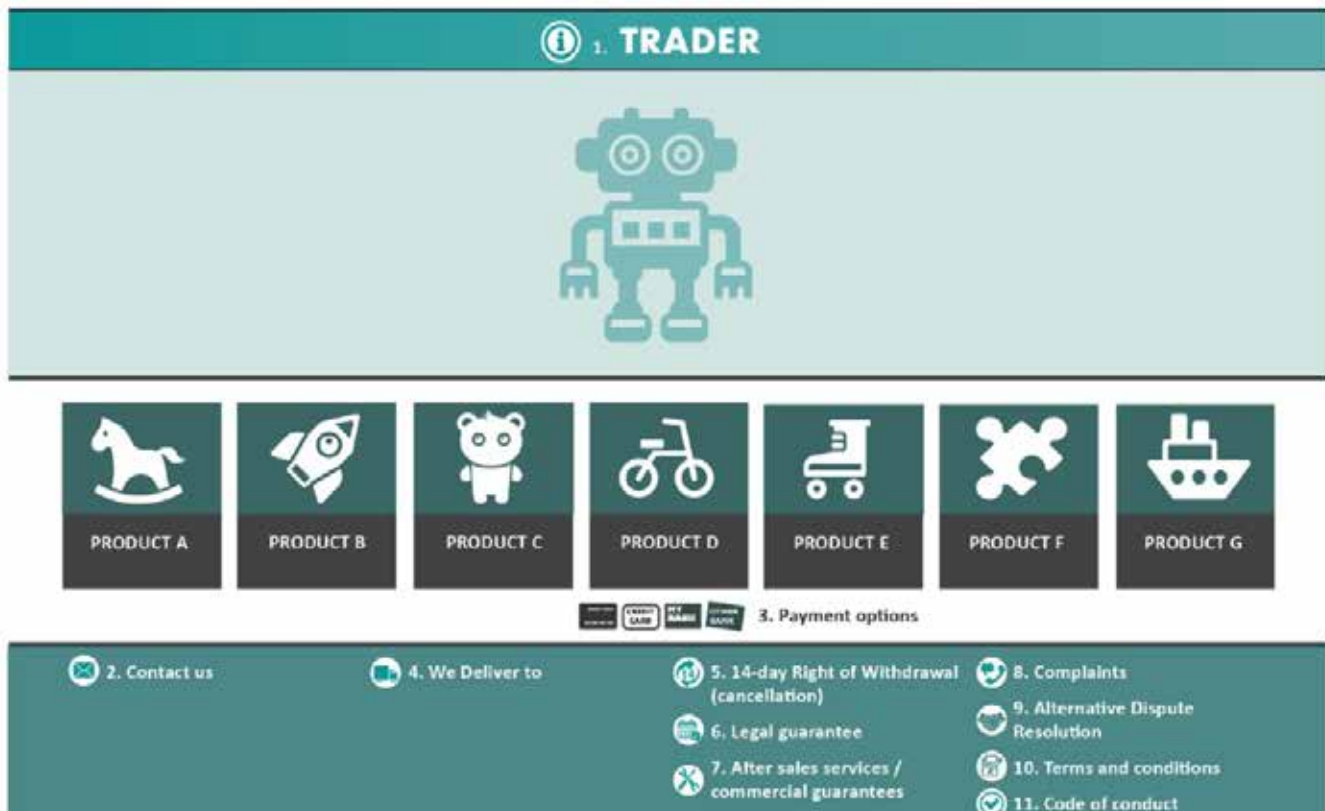 1. TRADER
PRODUCT A
PRODUCT B
PRODUCT C
PRODUCT D
PRODUCT E
PRODUCT F
PRODUCT G
3. Payment options
2. Contact us
4. We Deliver to
5. 14-day Right of Withdrawal
(cancellation)
6. Legal guarantee
7. After sales services /
commercial guarantees
8. Complaints
9. Alternative Dispute
Resolution
10. Terms and conditions
11. Code of conduct